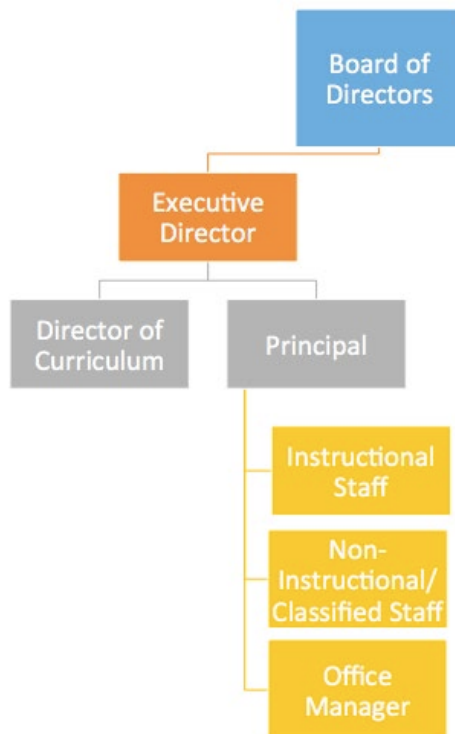 Board of
Directors
Executive
Director
Director of
Curriculum
Principal
Instructional
Staff
Non-
Instructional/
Classified Staff
Office
Manager